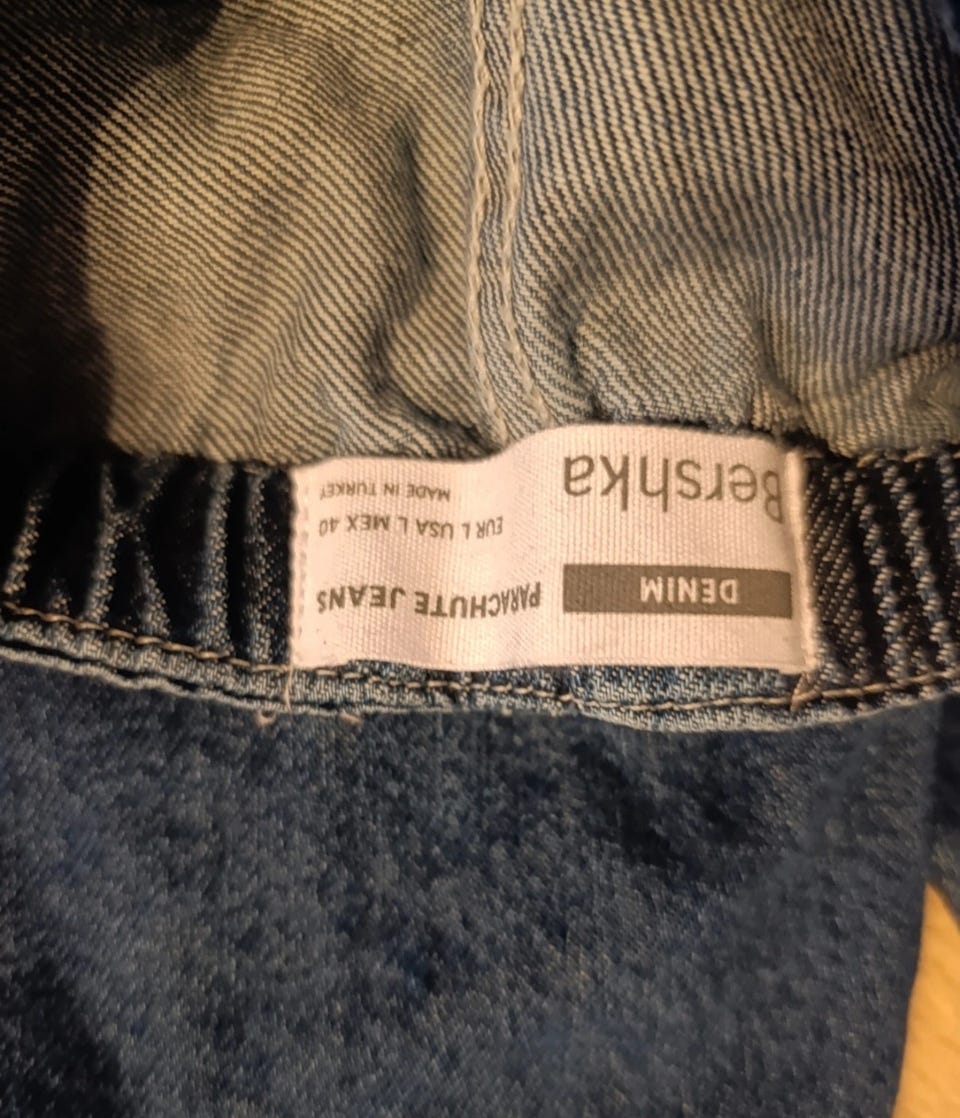 DENIM
Bershka
PARACHUTE JEANS
EUR L USA L MEX 40
MADE IN TURKEY